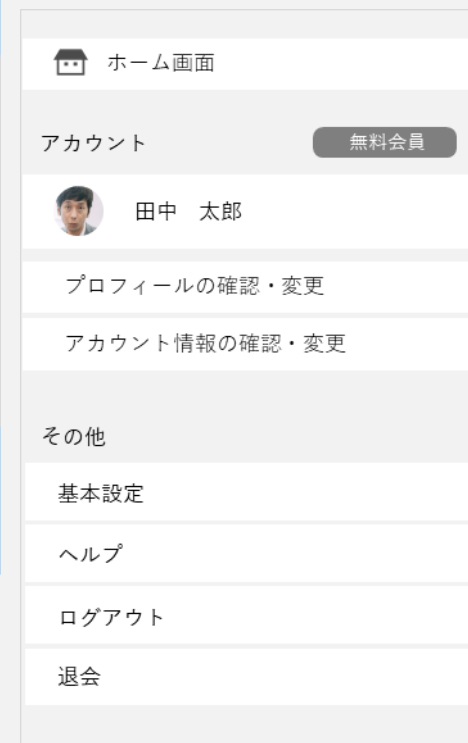 ホーム画面
アカウント
無料会員
田中　太郎
プロフィールの確認・変更
アカウント情報の確認・変更
その他
基本設定
ヘルプ
ログアウト
退会